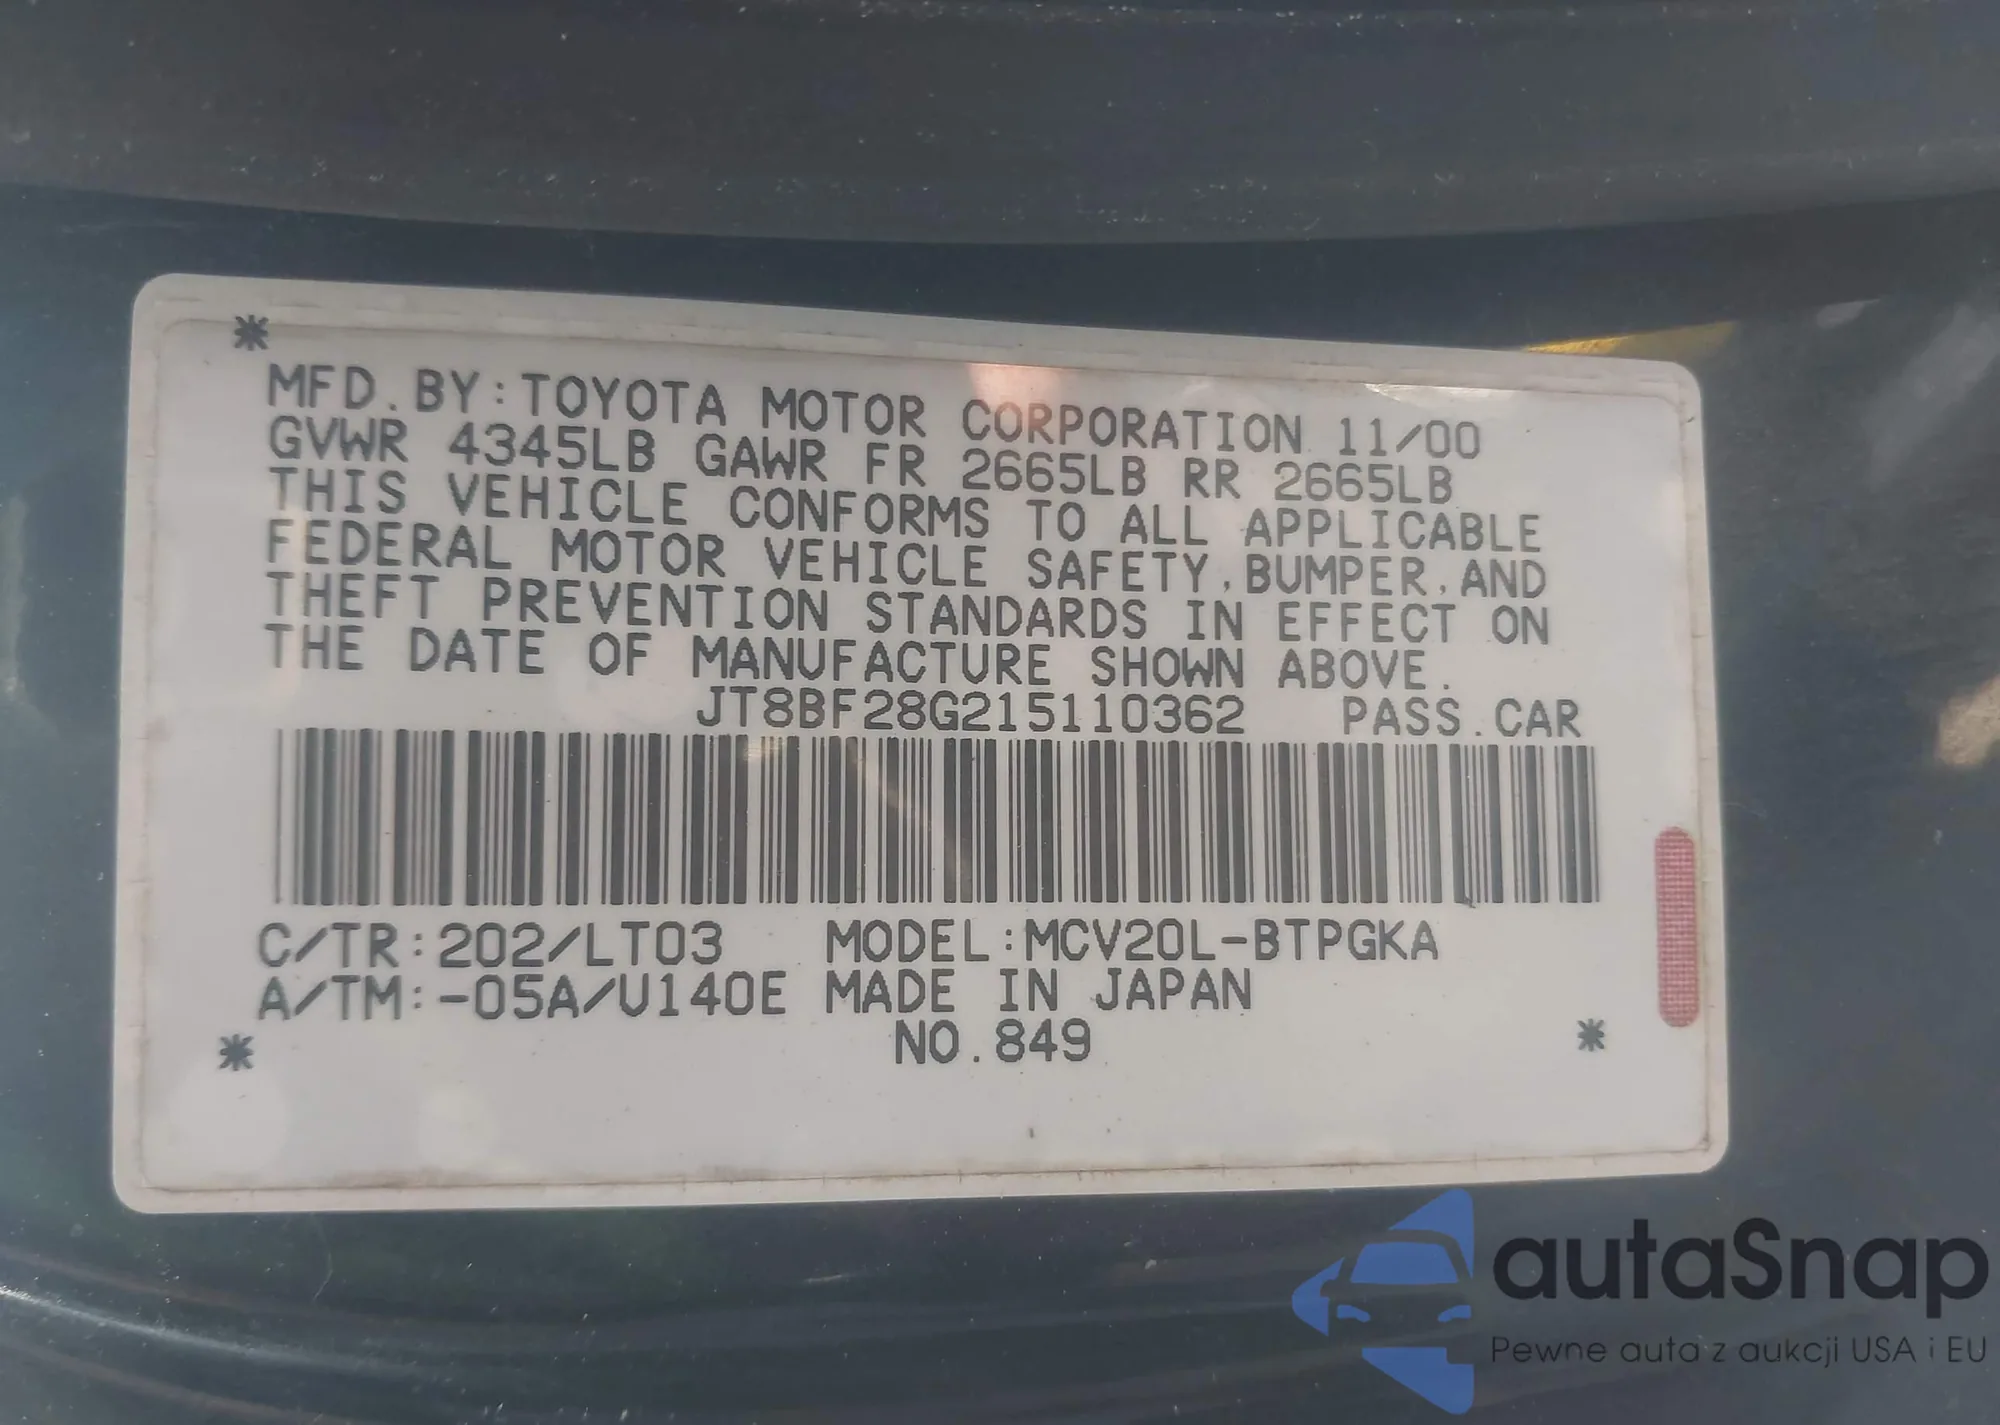 *
MFD. BY: TOYOTA MOTOR CORPORATION 11/00
GVWR 4345LB GAWR FR 2665LB RR 2665LB
THIS VEHICLE CONFORMS TO ALL APPLICABLE
FEDERAL MOTOR VEHICLE SAFETY, BUMPER, AND
THEFT PREVENTION STANDARDS IN EFFECT ON
THE DATE OF MANUFACTURE SHOWN ABOVE.
JT8BF28G215110362 PASS. CAR
C/TR: 202/LT03 MODEL: MCV20L-BTPGKA
A/TM: -05A/U140E MADE IN JAPAN
* NO. 849 *
autaSnap
Pewne auta z aukcji USA i EU